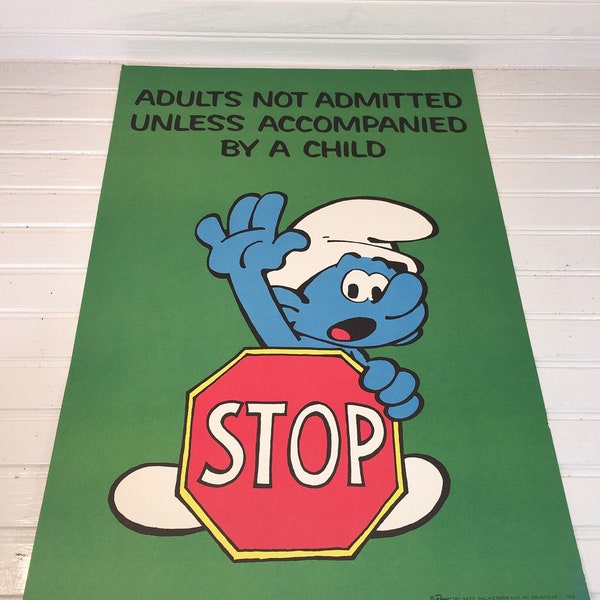 ADULTS NOT ADMITTED
UNLESS ACCOMPANIED
BY A CHILD
STOP